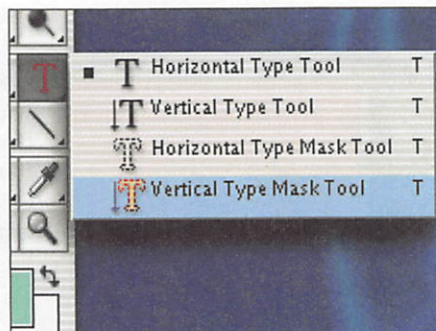 Horizontal Type Tool T
Vertical Type Tool T
Horizontal Type Mask Tool T
Vertical Type Mask Tool T